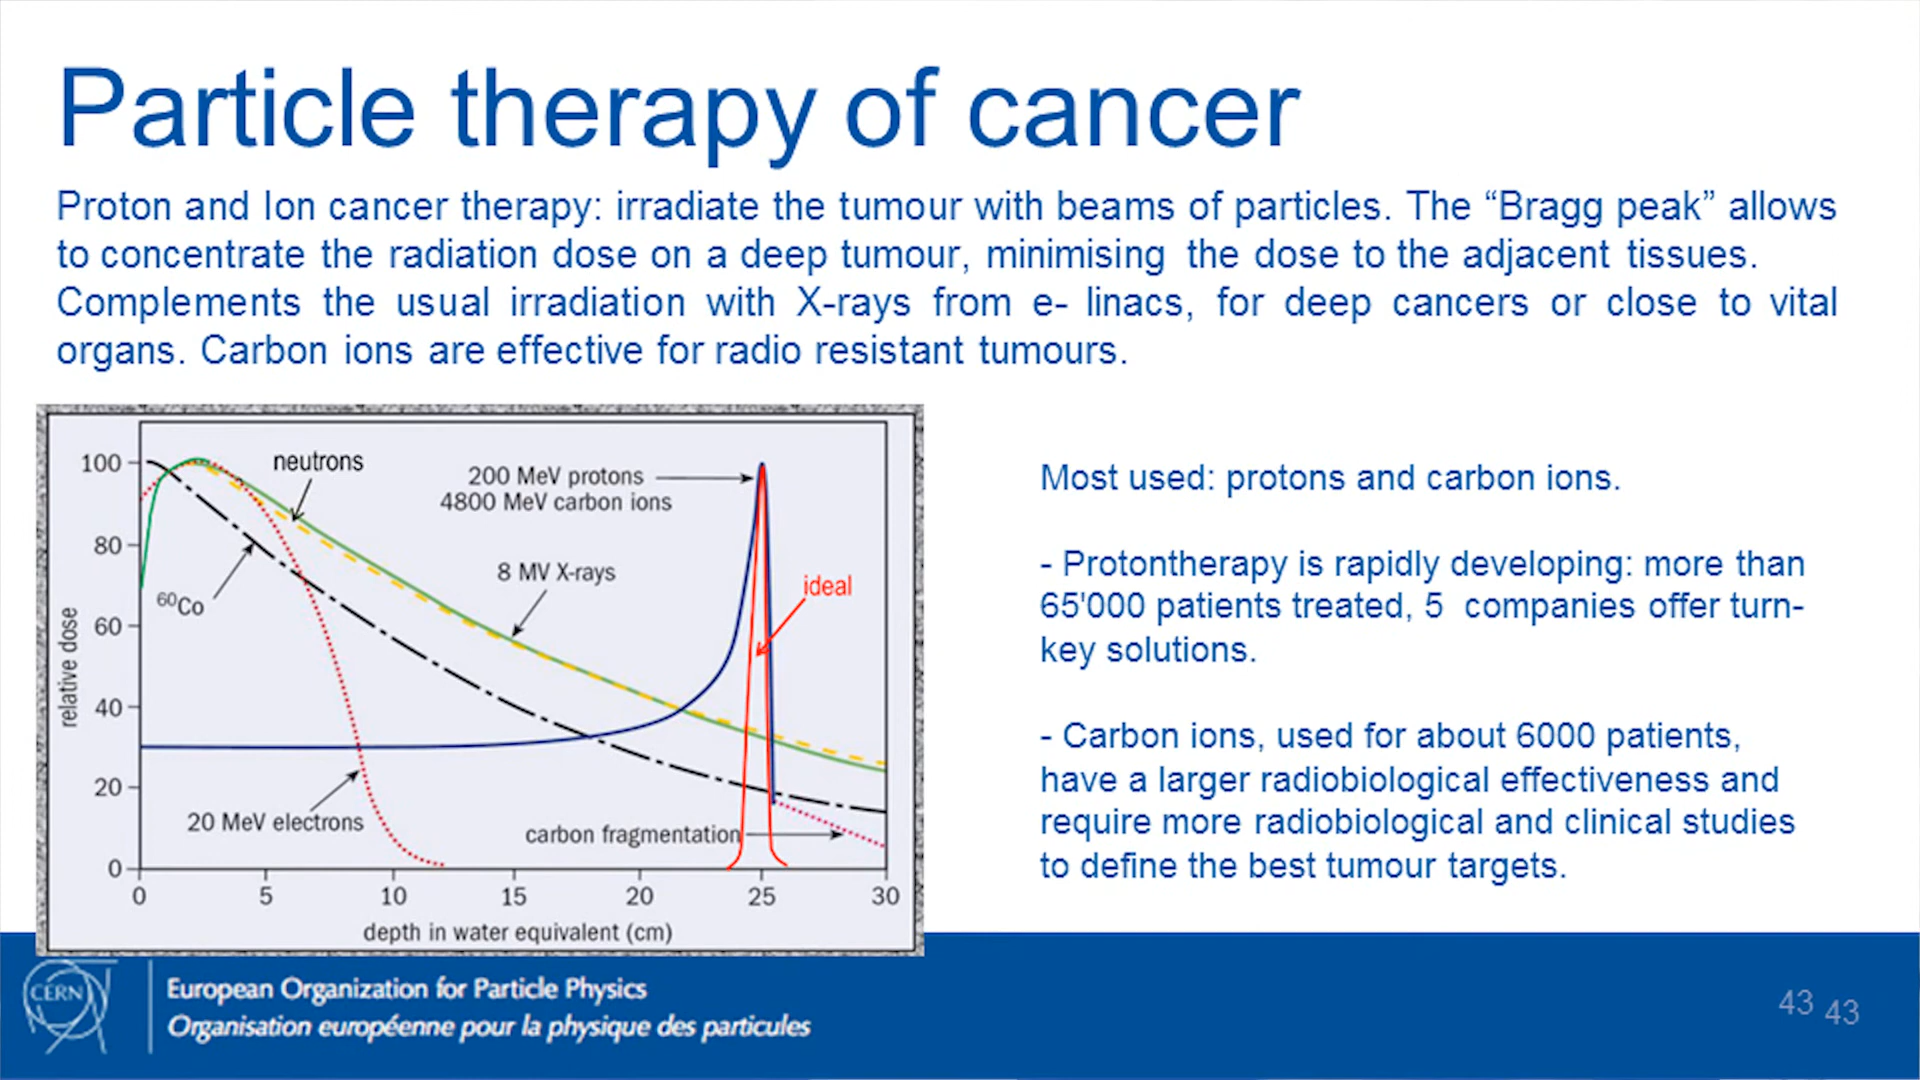 Particle therapy of cancer
Proton and Ion cancer therapy: irradiate the tumour with beams of particles. The “Bragg peak” allows
to concentrate the radiation dose on a deep tumour, minimising the dose to the adjacent tissues.
Complements the usual irradiation with X-rays from e- linacs, for deep cancers or close to vital
organs. Carbon ions are effective for radio resistant tumours.
100
80
60
40
20
0
relative dose
neutrons
200 MeV protons
4800 MeV carbon ions
8 MV X-rays
ideal
⁶⁰Co
20 MeV electrons
carbon fragmentation
0 5 10 15 20 25 30
depth in water equivalent (cm)
Most used: protons and carbon ions.
- Protontherapy is rapidly developing: more than
65'000 patients treated, 5 companies offer turn-
key solutions.
- Carbon ions, used for about 6000 patients,
have a larger radiobiological effectiveness and
require more radiobiological and clinical studies
to define the best tumour targets.
CERN
European Organization for Particle Physics
Organisation européenne pour la physique des particules
43 43